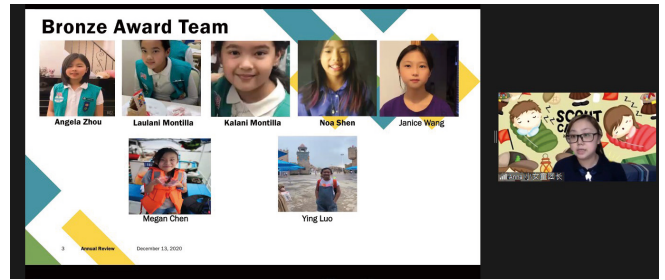 Bronze Award Team
Angela Zhou
Laulani Montilla
Kalani Montilla
Noa Shen
Janice Wang
Megan Chen
Ying Luo
3 Annual Review December 13, 2020
SCOUT